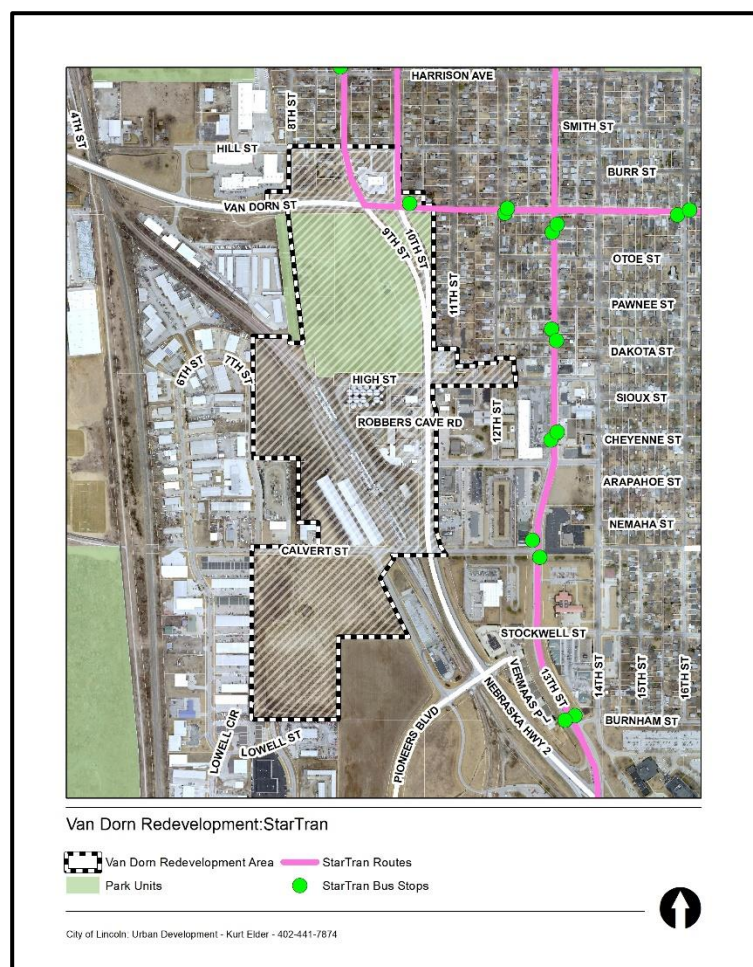 HARRISON AVE
8TH ST
4TH ST
SMITH ST
HILL ST
BURR ST
VAN DORN ST
9TH ST
10TH ST
OTOE ST
11TH ST
PAWNEE ST
6TH ST
7TH ST
DAKOTA ST
HIGH ST
SIOUX ST
12TH ST
ROBBERS CAVE RD
CHEYENNE ST
ARAPAHOE ST
NEMAHA ST
CALVERT ST
STOCKWELL ST
VERMAAS PL
13TH ST
14TH ST
15TH ST
16TH ST
NEBRASKA HWY 2
PIONEERS BLVD
BURNHAM ST
LOWELL CIR
LOWELL ST
Van Dorn Redevelopment:StarTran
Van Dorn Redevelopment Area
StarTran Routes
Park Units
StarTran Bus Stops
City of Lincoln: Urban Development - Kurt Elder - 402-441-7874